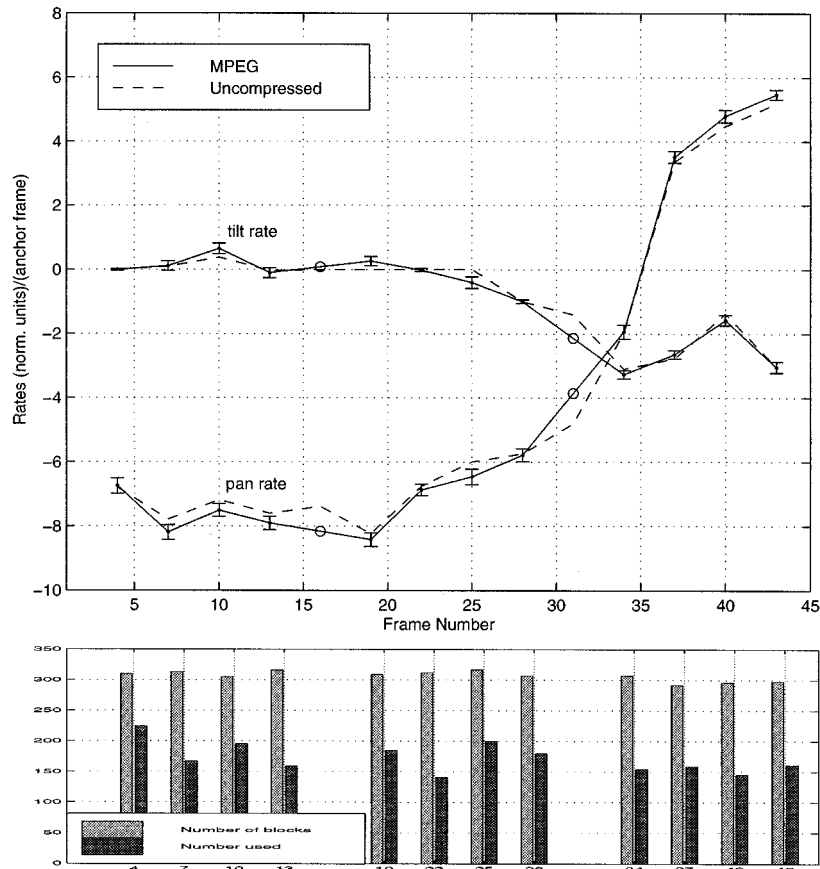 8
6
4
2
0
−2
−4
−6
−8
−10
Rates (norm. units)/(anchor frame)
MPEG
Uncompressed
tilt rate
pan rate
5 10 15 20 25 30 35 40 45
Frame Number
350
300
250
200
150
100
50
0
Number of blocks
Number used